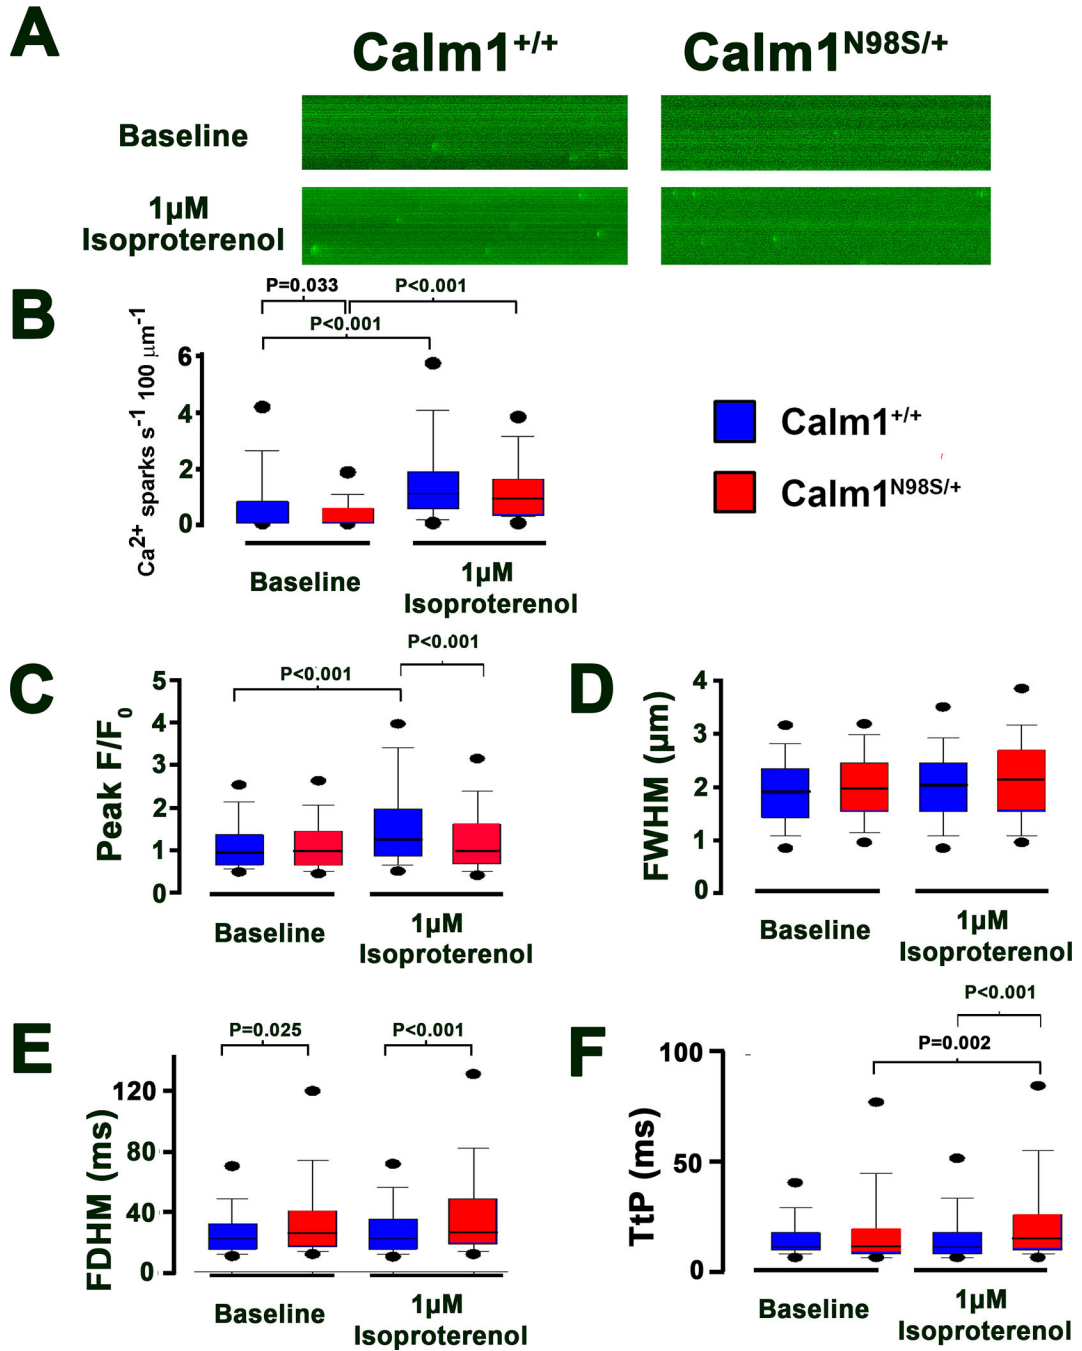 A
Calm1+/+
Calm1N98S/+
Baseline
1µM
Isoproterenol
B
P=0.033
P<0.001
P<0.001
Ca2+ sparks s-1 100 µm-1
6
4
2
0
Baseline
1µM
Isoproterenol
Calm1+/+
Calm1N98S/+
C
P<0.001
P<0.001
Peak F/F0
5
4
3
2
1
0
Baseline
1µM
Isoproterenol
D
FWHM (µm)
4
3
2
1
0
Baseline
1µM
Isoproterenol
E
P=0.025
P<0.001
FDHM (ms)
120
80
40
0
Baseline
1µM
Isoproterenol
F
P<0.001
P=0.002
TtP (ms)
100
50
0
Baseline
1µM
Isoproterenol